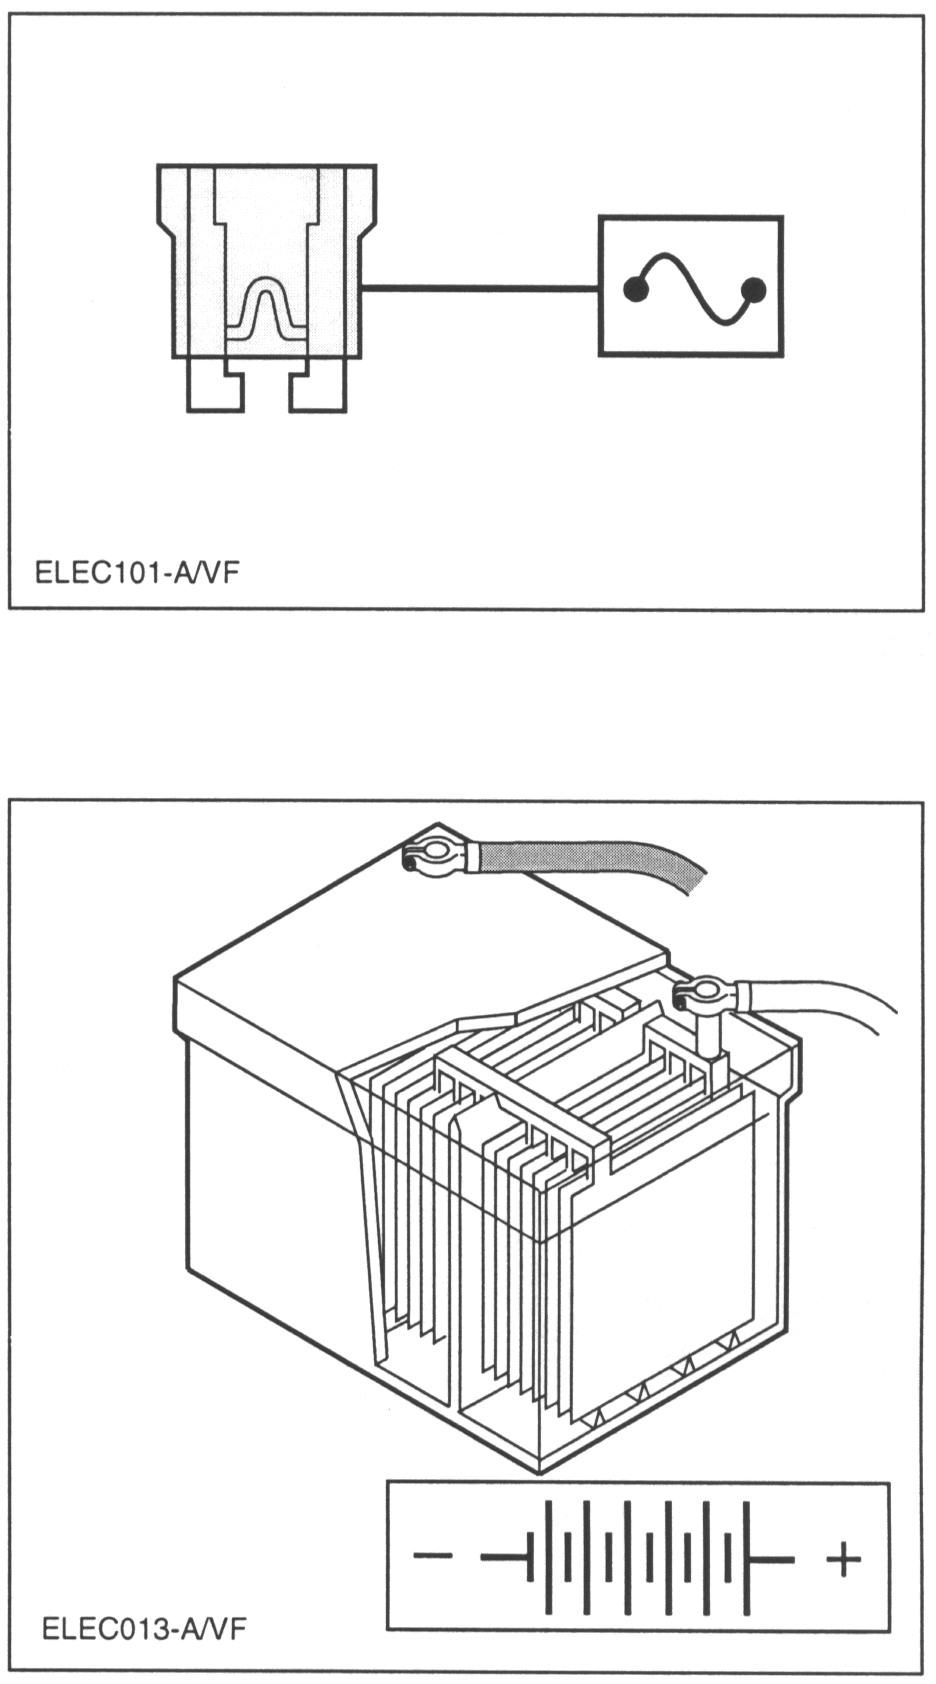 ELEC101-A/VF
− +
ELEC013-A/VF